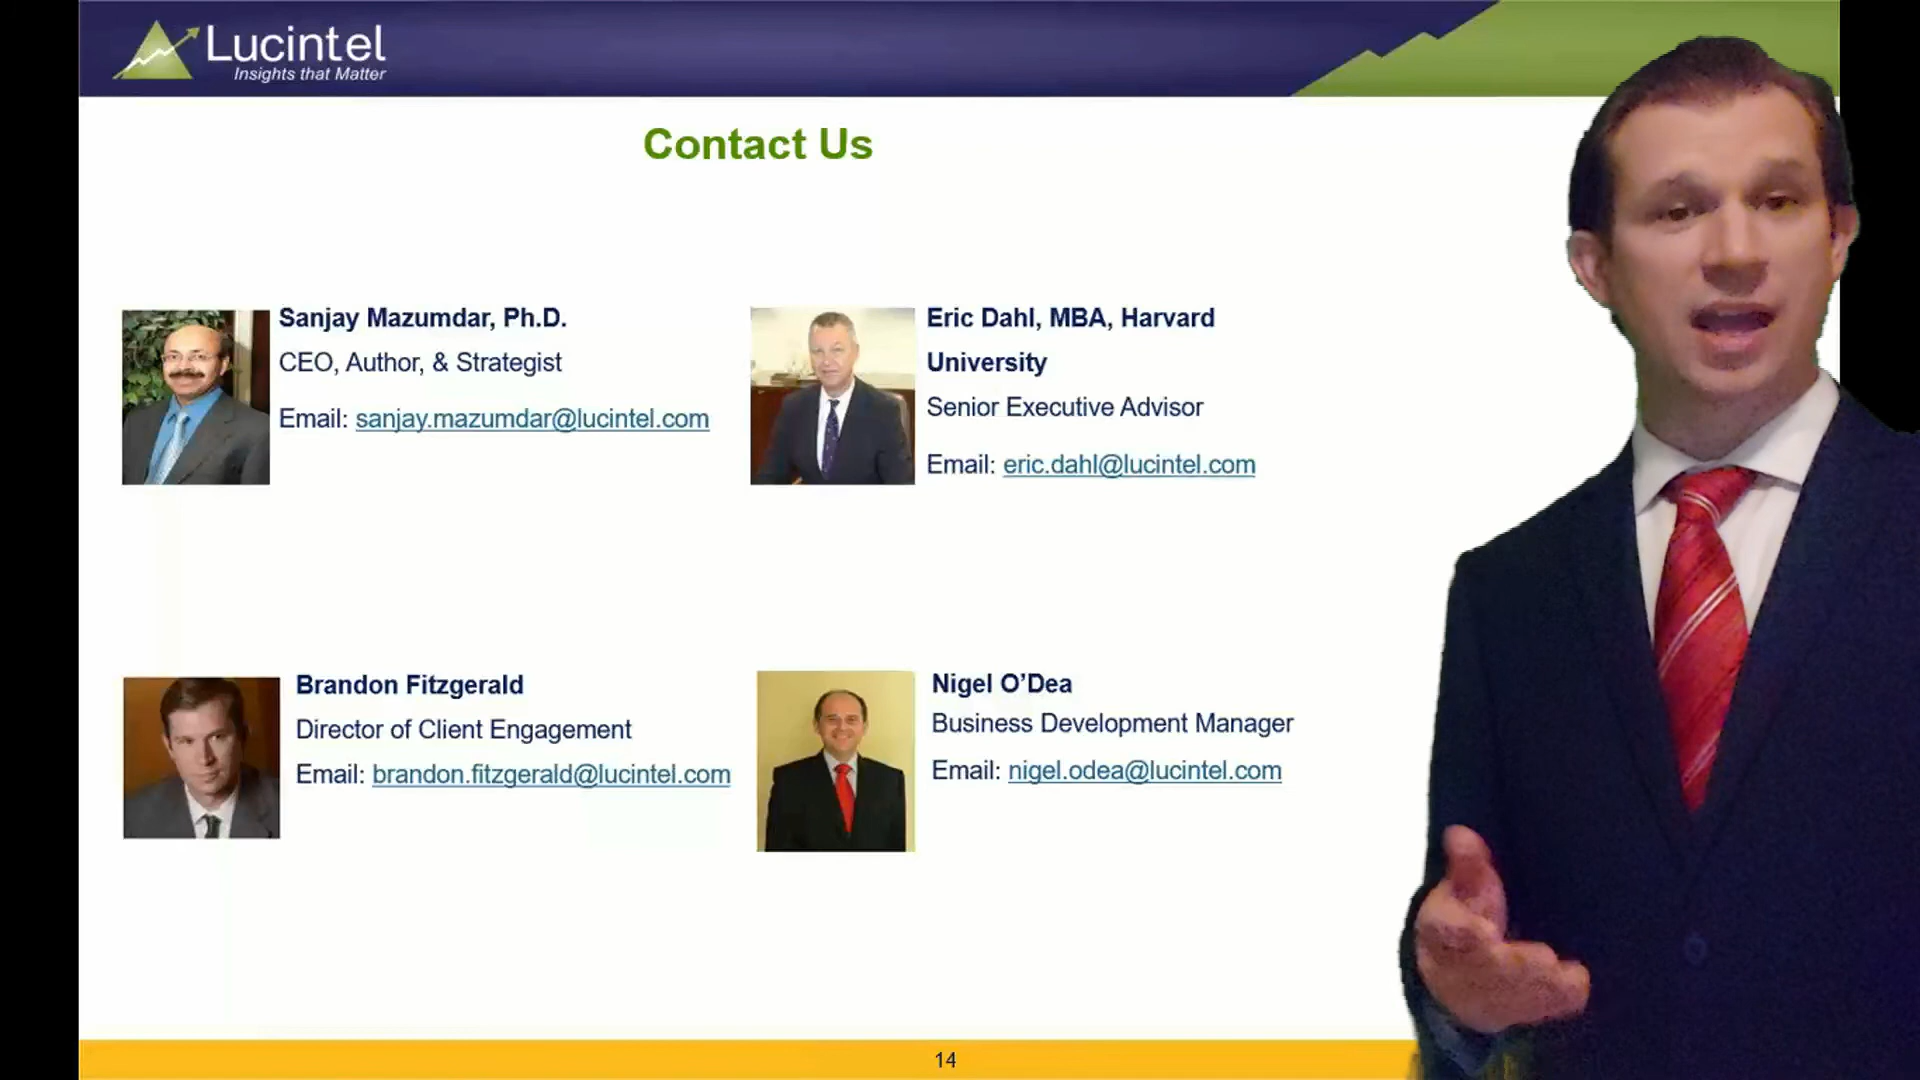 Lucintel
Insights that Matter
Contact Us
Sanjay Mazumdar, Ph.D.
CEO, Author, & Strategist
Email: sanjay.mazumdar@lucintel.com
Eric Dahl, MBA, Harvard
University
Senior Executive Advisor
Email: eric.dahl@lucintel.com
Brandon Fitzgerald
Director of Client Engagement
Email: brandon.fitzgerald@lucintel.com
Nigel O’Dea
Business Development Manager
Email: nigel.odea@lucintel.com
14